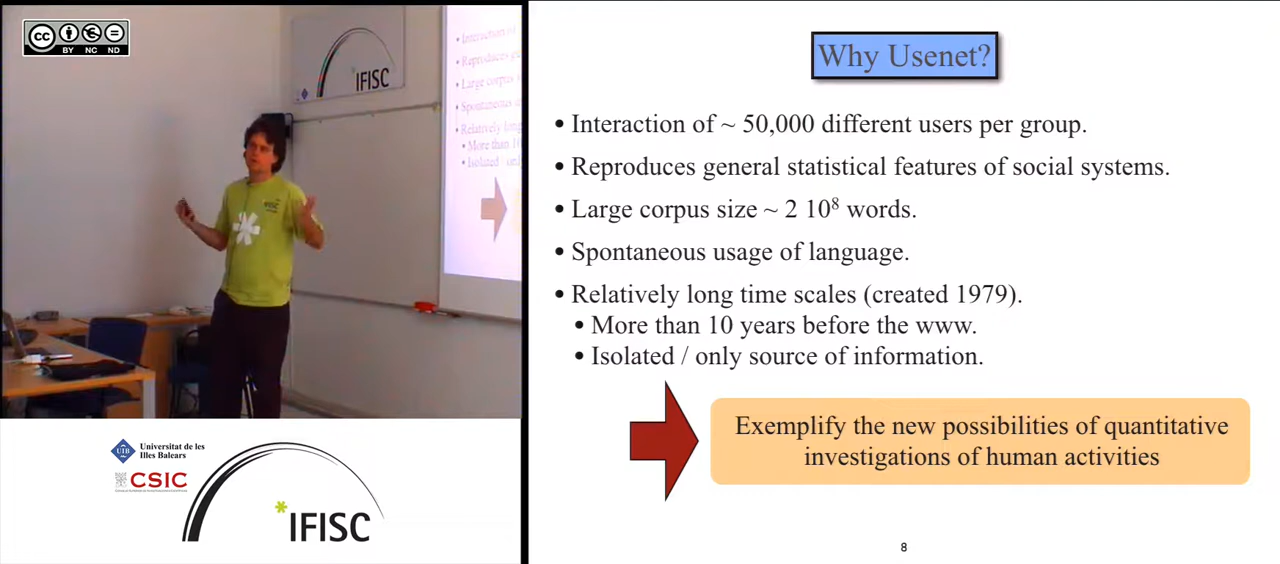 cc
BY NC ND
IFISC
Why Usenet?
• Interaction of ~ 50,000 different users per group.
• Reproduces general statistical features of social systems.
• Large corpus size ~ 2 10⁸ words.
• Spontaneous usage of language.
• Relatively long time scales (created 1979).
• More than 10 years before the www.
• Isolated / only source of information.
Exemplify the new possibilities of quantitative
investigations of human activities
8
UIB
Universitat de les
Illes Balears
CSIC
*IFISC